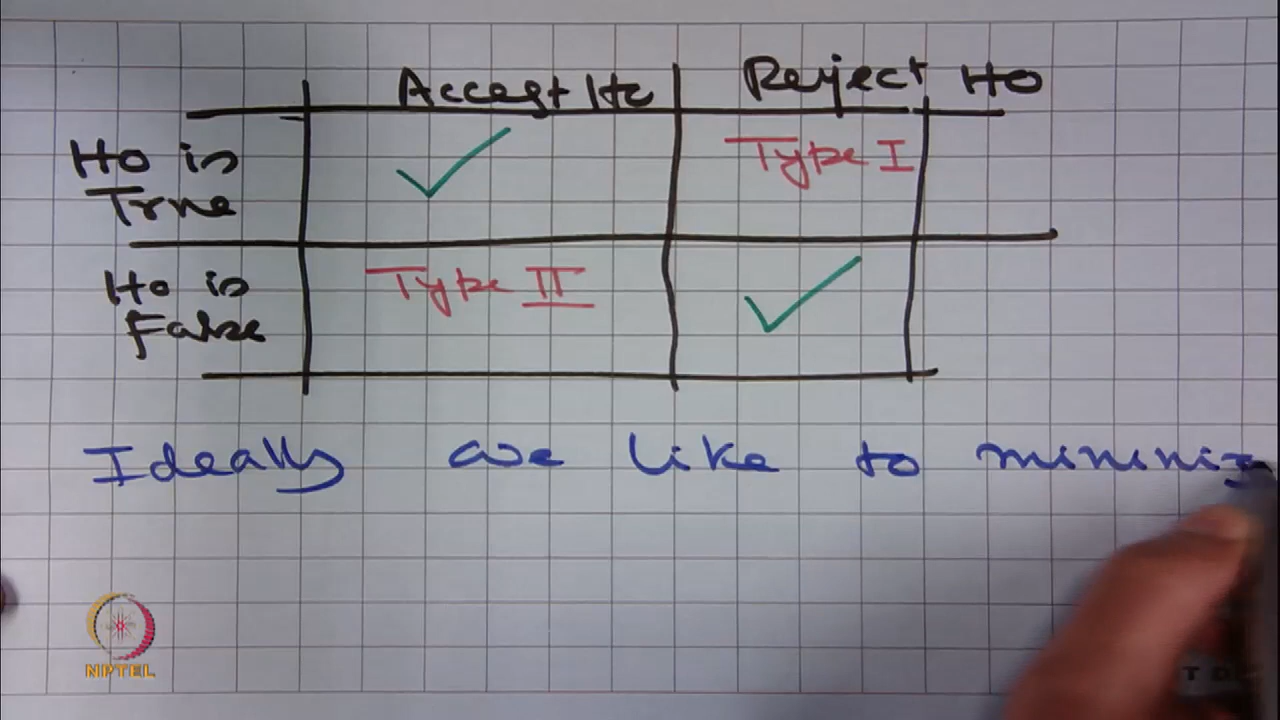 Accept Ho Reject Ho
Ho is True Type I
Ho is False Type II
Ideally we like to
NPTEL